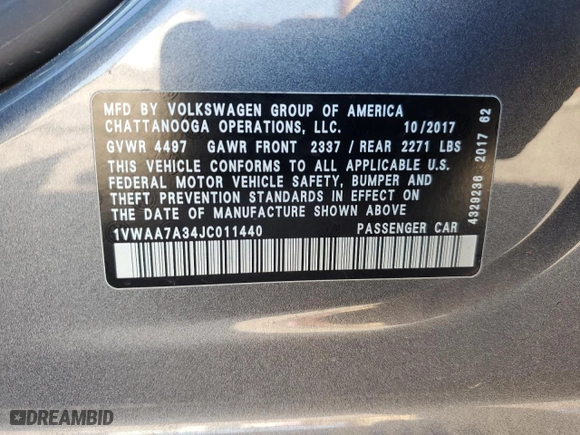 MFD BY VOLKSWAGEN GROUP OF AMERICA
CHATTANOOGA OPERATIONS, LLC. 10/2017
GVWR 4497 GAWR FRONT 2337 / REAR 2271 LBS
THIS VEHICLE CONFORMS TO ALL APPLICABLE U.S.
FEDERAL MOTOR VEHICLE SAFETY, BUMPER AND
THEFT PREVENTION STANDARDS IN EFFECT ON
THE DATE OF MANUFACTURE SHOWN ABOVE
1VWAA7A34JC011440 PASSENGER CAR
4329236 2017 62
DREAMBID